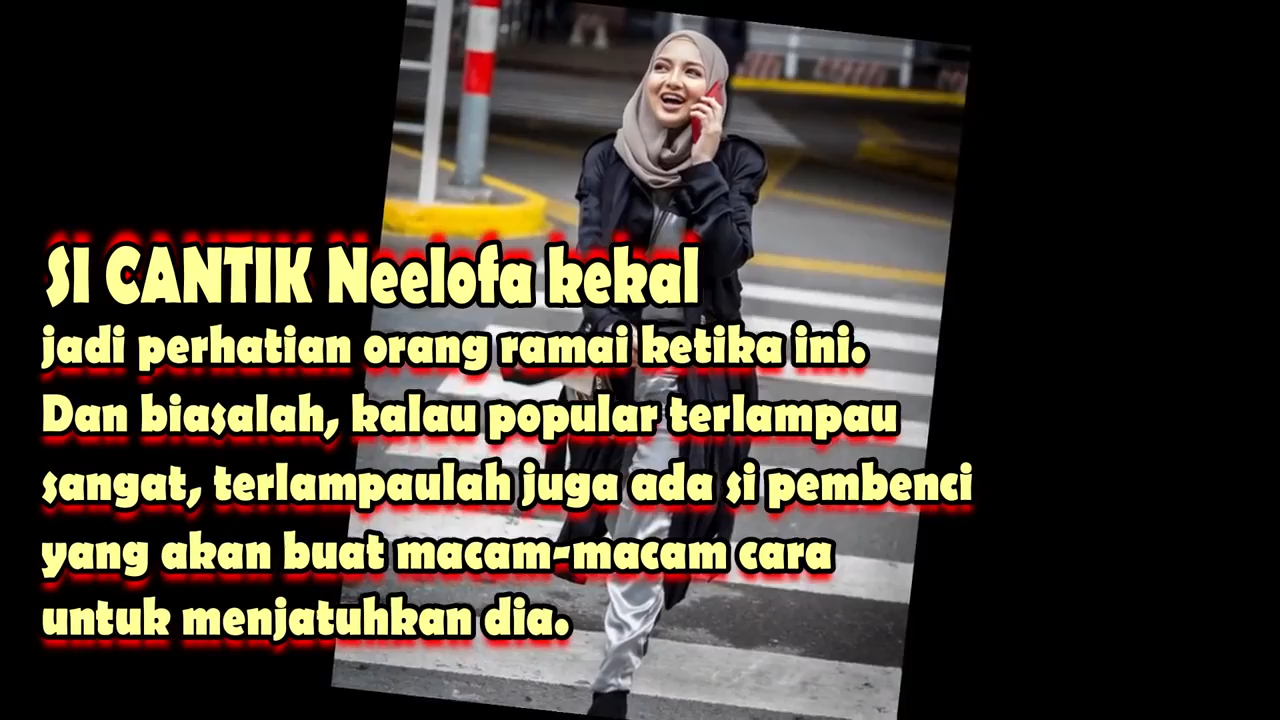 SI CANTIK Neelofa kekal
jadi perhatian orang ramai ketika ini.
Dan biasalah, kalau popular terlampau
sangat, terlampaulah juga ada si pembenci
yang akan buat macam-macam cara
untuk menjatuhkan dia.